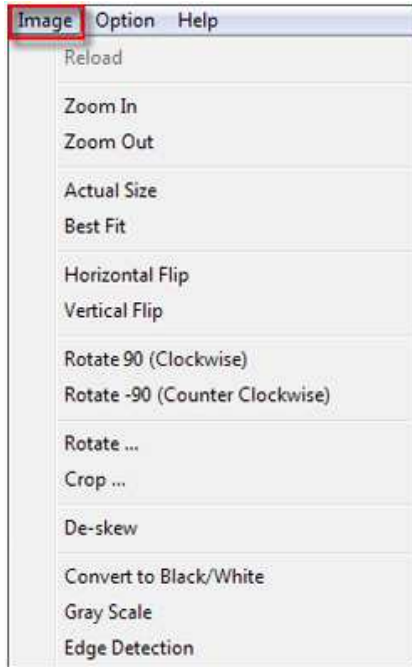 Image Option Help
Reload
Zoom In
Zoom Out
Actual Size
Best Fit
Horizontal Flip
Vertical Flip
Rotate 90 (Clockwise)
Rotate -90 (Counter Clockwise)
Rotate ...
Crop ...
De-skew
Convert to Black/White
Gray Scale
Edge Detection